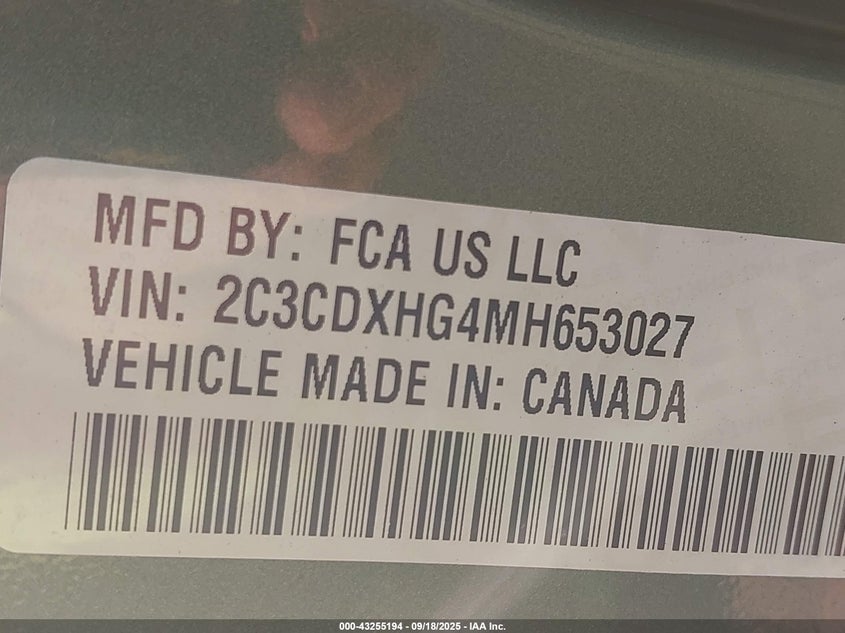 MFD BY: FCA US LLC
VIN: 2C3CDXHG4MH653027
VEHICLE MADE IN: CANADA
000-43255194 - 09/18/2025 - IAA Inc.